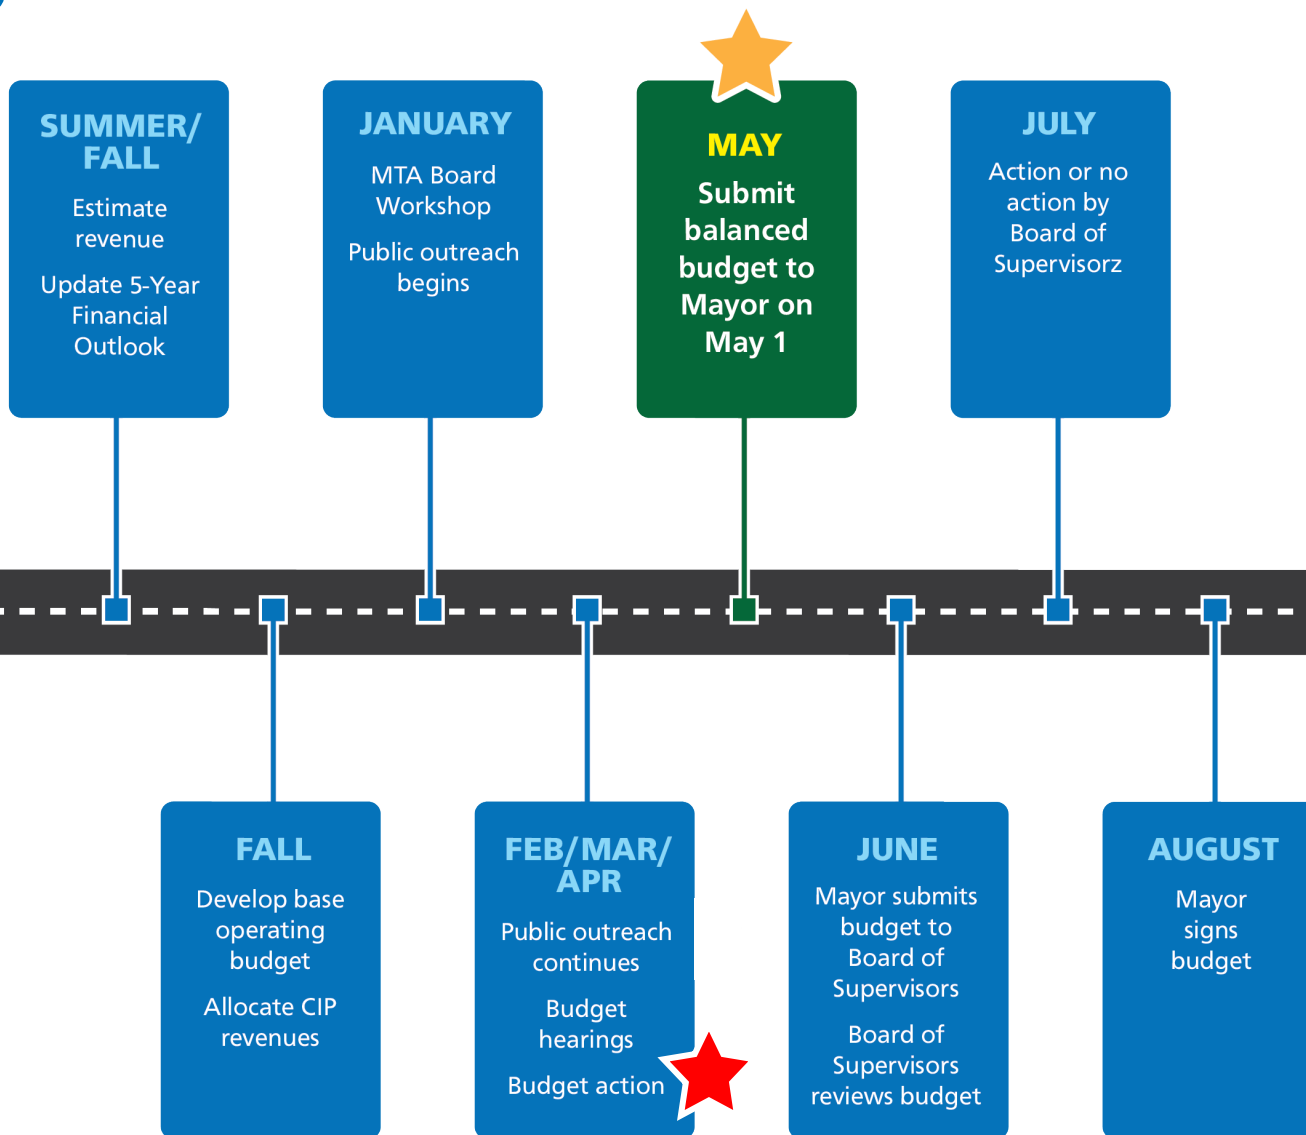 SUMMER/
FALL
Estimate
revenue
Update 5-Year
Financial
Outlook
JANUARY
MTA Board
Workshop
Public outreach
begins
MAY
Submit
balanced
budget to
Mayor on
May 1
JULY
Action or no
action by
Board of
Supervisorz
FALL
Develop base
operating
budget
Allocate CIP
revenues
FEB/MAR/
APR
Public outreach
continues
Budget
hearings
Budget action
JUNE
Mayor submits
budget to
Board of
Supervisors
Board of
Supervisors
reviews budget
AUGUST
Mayor
signs
budget